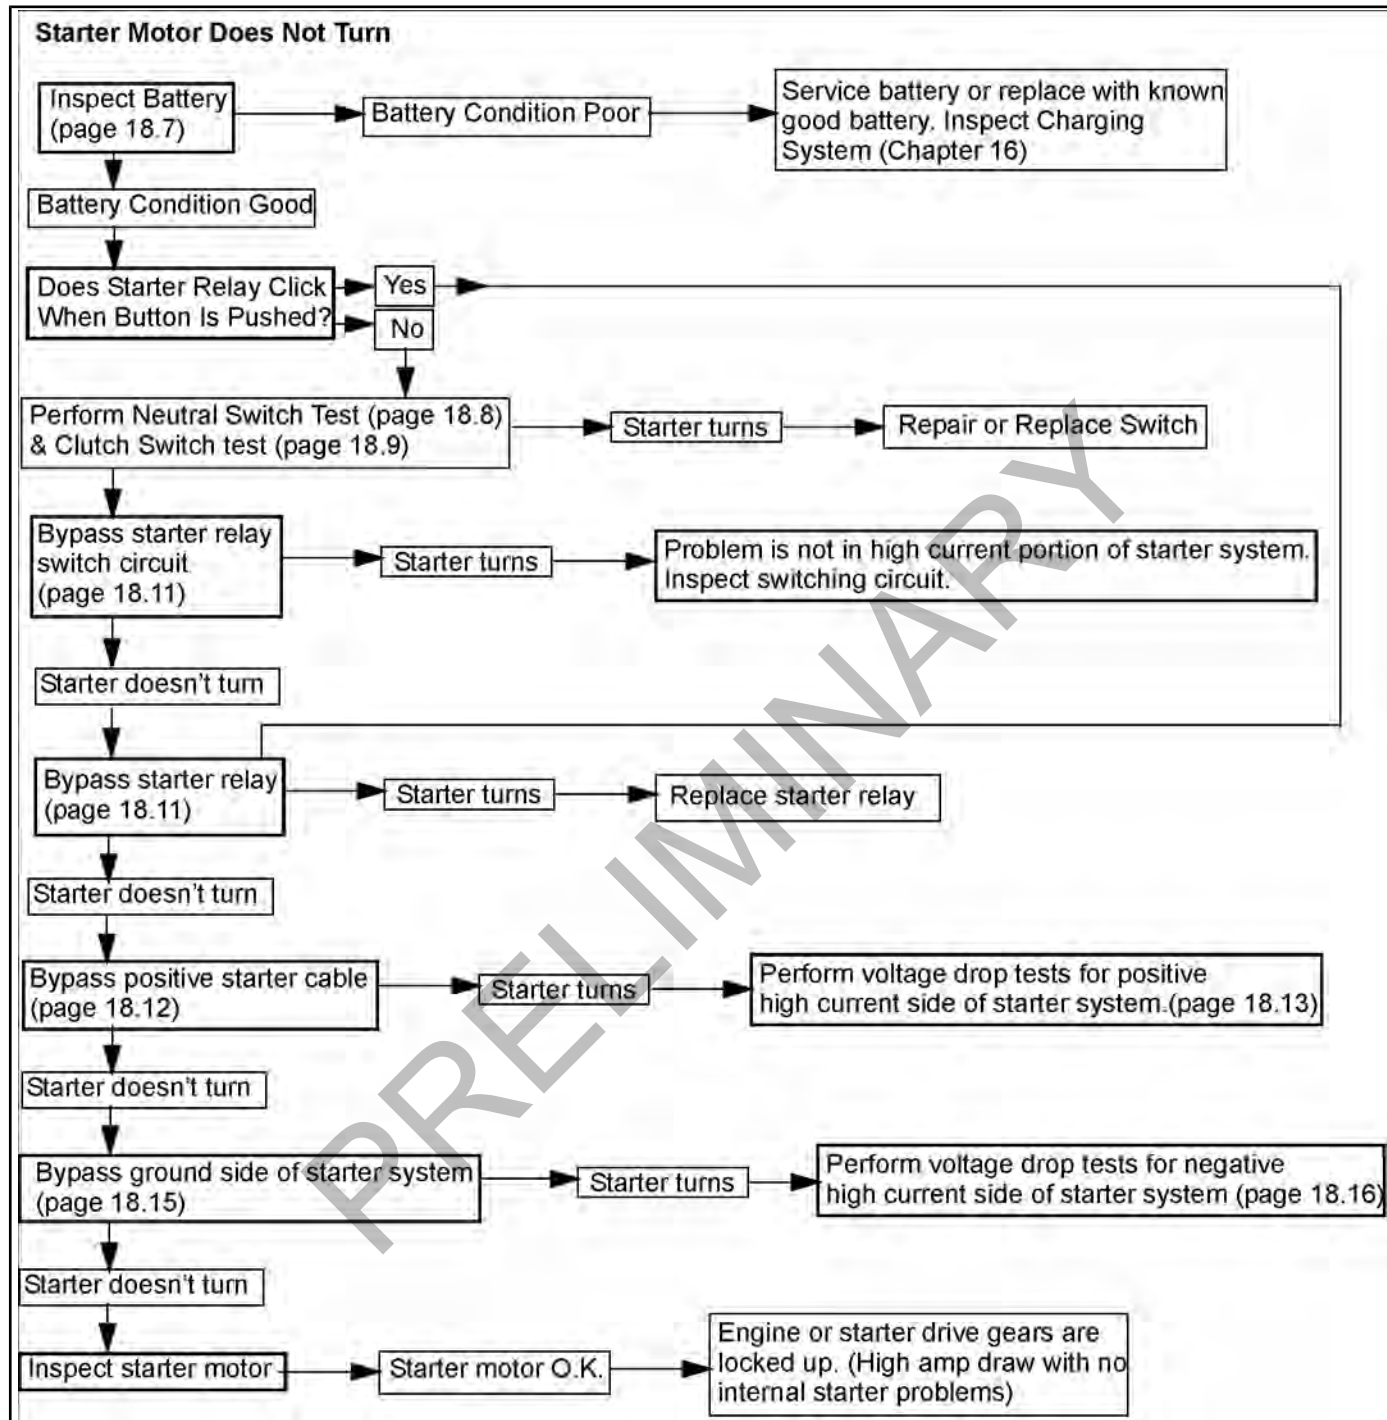 Starter Motor Does Not Turn
Inspect Battery
(page 18.7)
Battery Condition Poor
Service battery or replace with known
good battery. Inspect Charging
System (Chapter 16)
Battery Condition Good
Does Starter Relay Click
When Button Is Pushed?
Yes
No
Perform Neutral Switch Test (page 18.8)
& Clutch Switch test (page 18.9)
Starter turns
Repair or Replace Switch
Bypass starter relay
switch circuit
(page 18.11)
Starter turns
Problem is not in high current portion of starter system.
Inspect switching circuit.
Starter doesn't turn
Bypass starter relay
(page 18.11)
Starter turns
Replace starter relay
Starter doesn't turn
Bypass positive starter cable
(page 18.12)
Starter turns
Perform voltage drop tests for positive
high current side of starter system.(page 18.13)
Starter doesn't turn
Bypass ground side of starter system
(page 18.15)
Starter turns
Perform voltage drop tests for negative
high current side of starter system (page 18.16)
Starter doesn't turn
Inspect starter motor
Starter motor O.K.
Engine or starter drive gears are
locked up. (High amp draw with no
internal starter problems)
PRELIMINARY